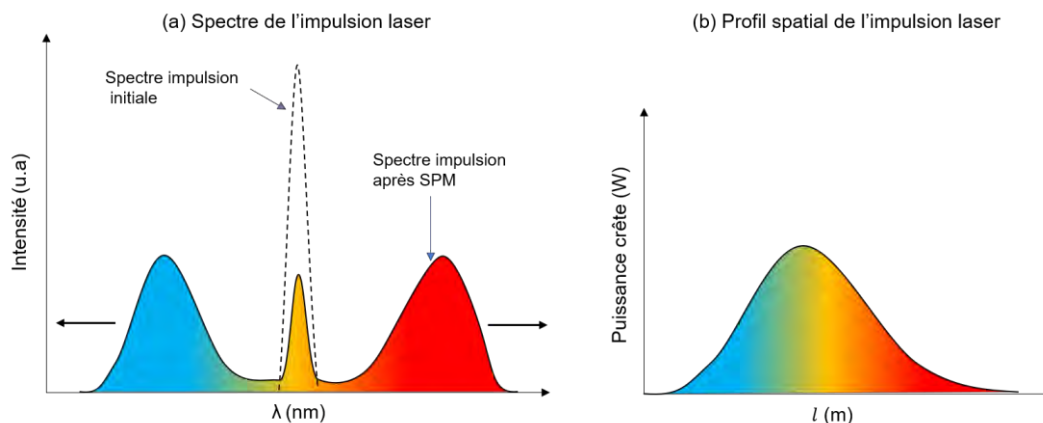 (a) Spectre de l’impulsion laser
Spectre impulsion
initiale
Spectre impulsion
après SPM
Intensité (u.a)
λ (nm)
(b) Profil spatial de l’impulsion laser
Puissance crête (W)
l (m)